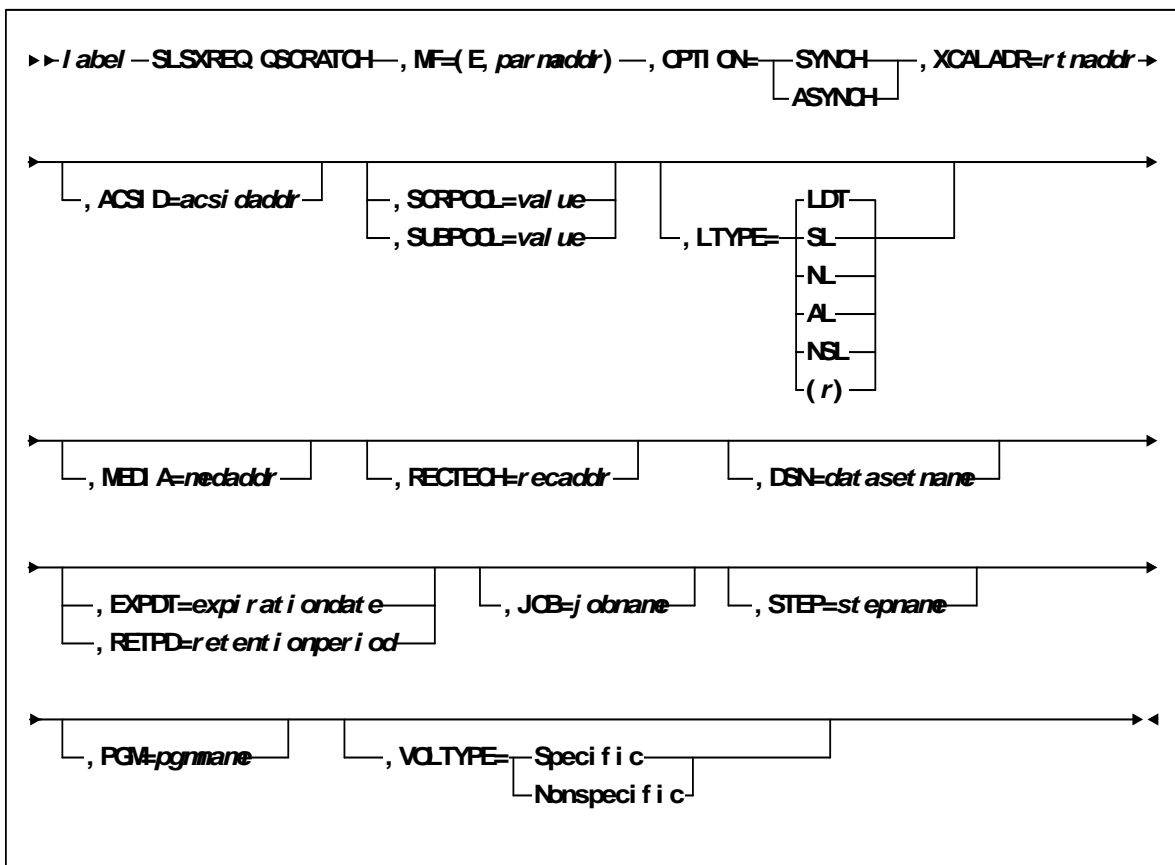 label SLSXREQ QSCRATCH , MF=(E,parmaddr) , OPTION= SYNCH , XCALADR=rtnaddr
ASYNCH
, ACSID=acsidaddr , SCRPOOL=value , LTYPE= LDT
, SUBPOOL=value SL
NL
AL
NSL
(r)
, MEDIA=medaddr , RECTECH=recaddr , DSN=datasetname
, EXPDT=expirationdate , JOB=jobname , STEP=stepname
, RETPD=retentionperiod
, PGM=pgmname , VOLTYPE= Specific
Nonspecific